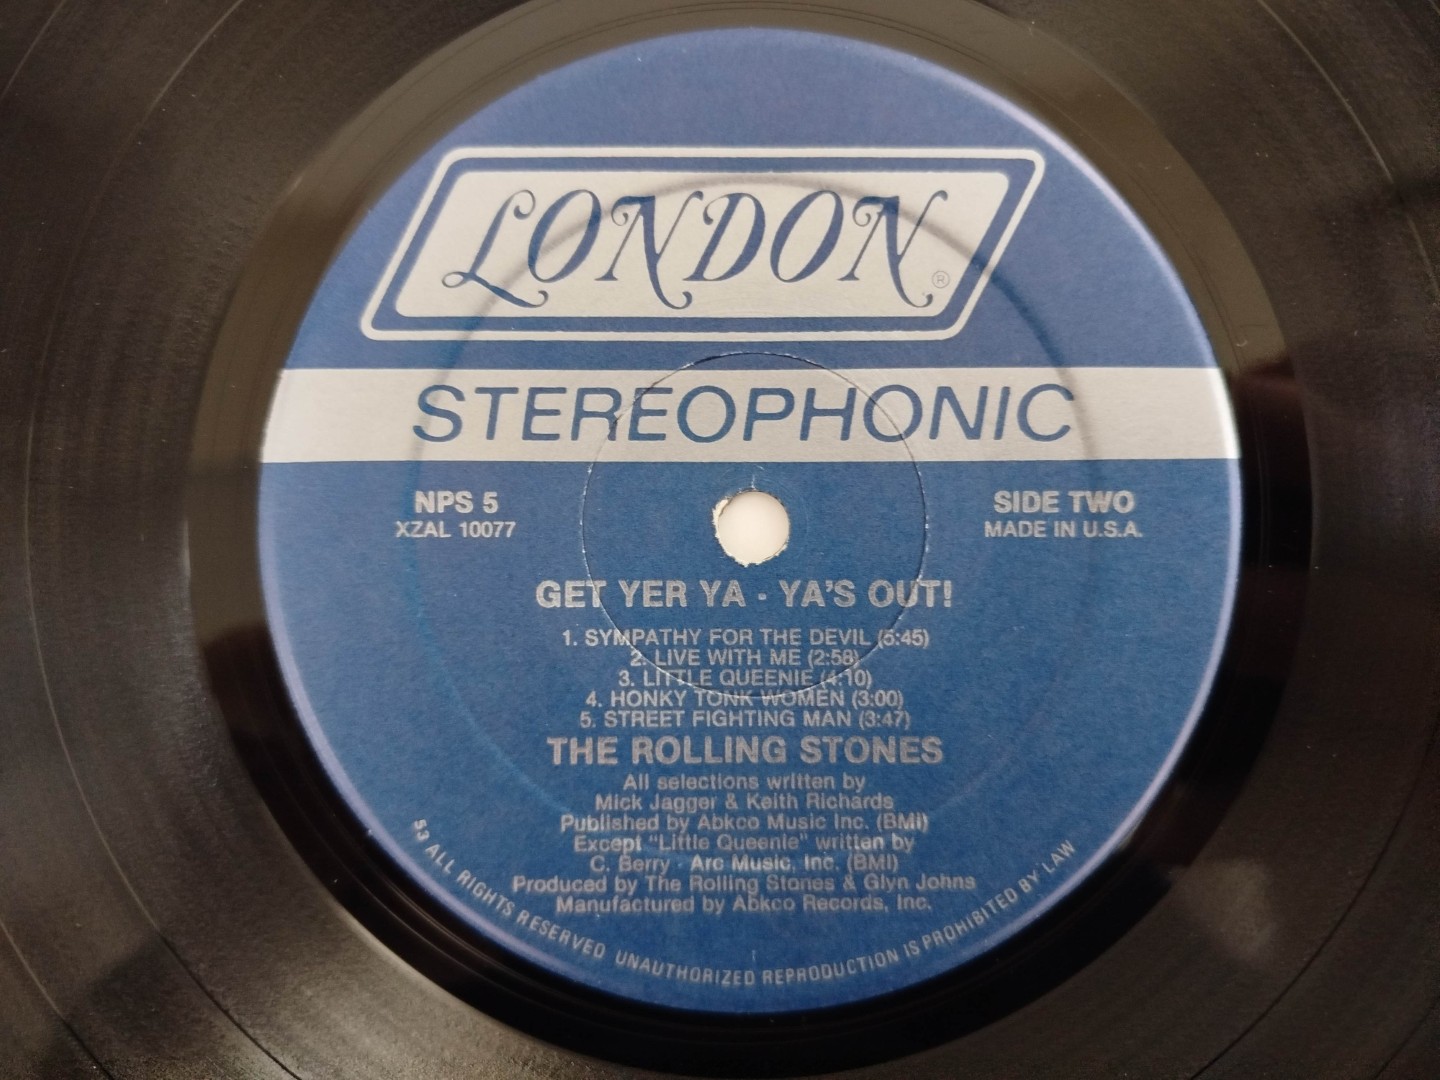 LONDON ®
STEREOPHONIC
NPS 5
XZAL 10077
SIDE TWO
MADE IN U.S.A.
GET YER YA - YA'S OUT!
1. SYMPATHY FOR THE DEVIL (5:45)
2. LIVE WITH ME (2:58)
3. LITTLE QUEENIE (4:10)
4. HONKY TONK WOMEN (3:00)
5. STREET FIGHTING MAN (3:47)
THE ROLLING STONES
All selections written by
Mick Jagger & Keith Richards
Published by Abkco Music Inc. (BMI)
Except "Little Queenie" written by
C. Berry - Arc Music, Inc. (BMI)
Produced by The Rolling Stones & Glyn Johns
Manufactured by Abkco Records, Inc.
53 ALL RIGHTS RESERVED UNAUTHORIZED REPRODUCTION IS PROHIBITED BY LAW